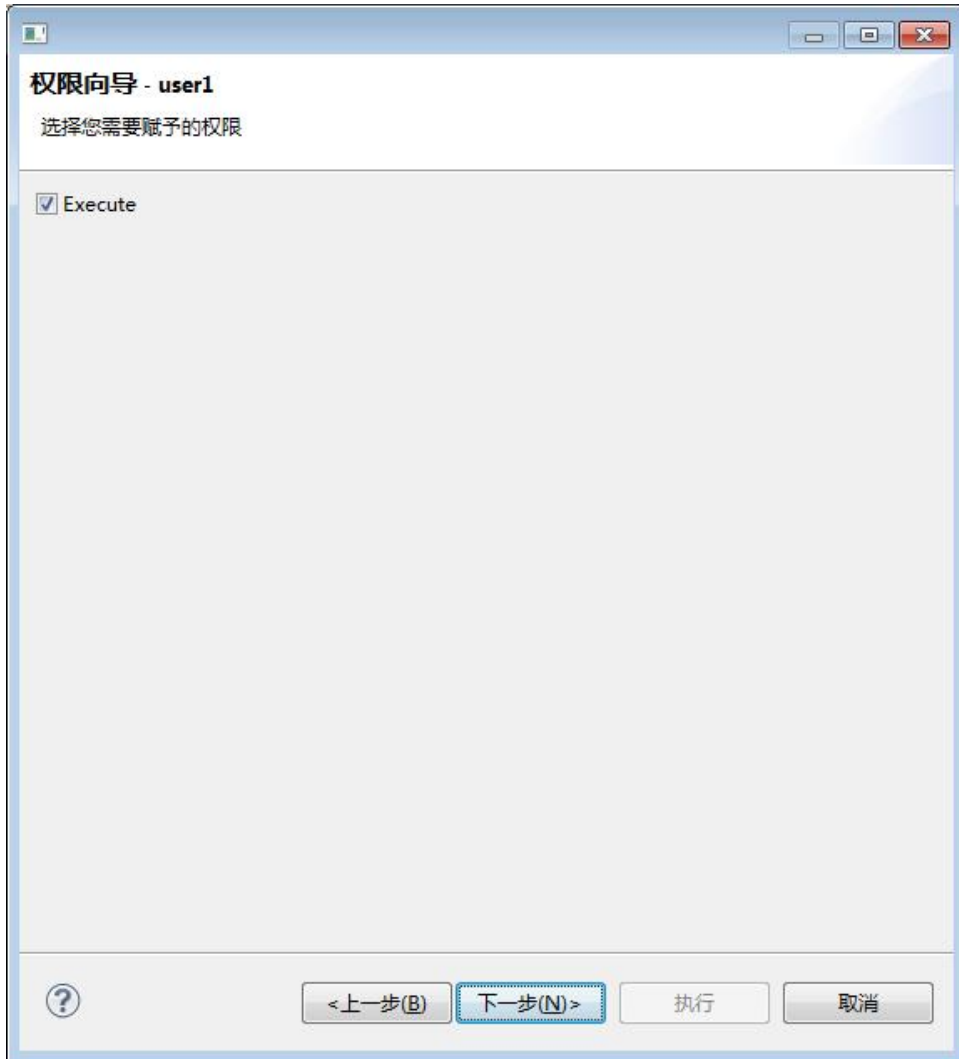 权限向导 - user1
选择您需要赋予的权限
Execute
<上一步(B) 下一步(N)> 执行 取消